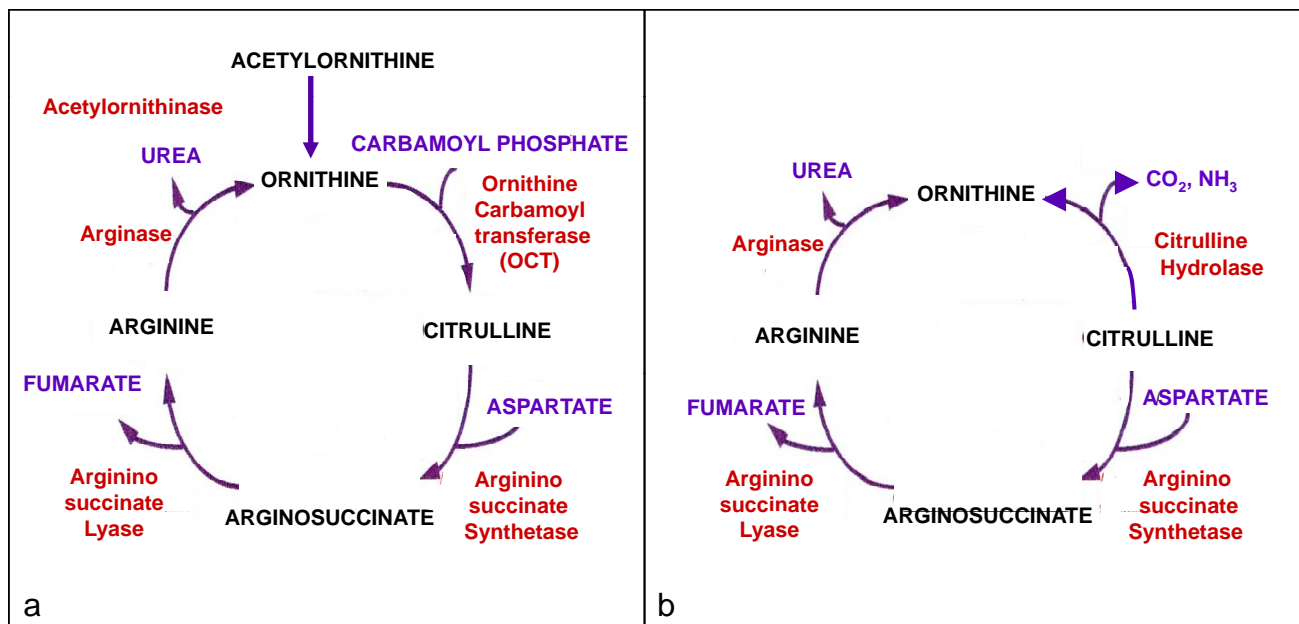 ACETYLORNITHINE
Acetylornithinase
CARBAMOYL PHOSPHATE
UREA
ORNITHINE
Ornithine
Carbamoyl
transferase
(OCT)
Arginase
ARGININE
CITRULLINE
FUMARATE
ASPARTATE
Arginino
succinate
Lyase
Arginino
succinate
Synthetase
ARGINOSUCCINATE
a
UREA
ORNITHINE
CO₂, NH₃
Arginase
Citrulline
Hydrolase
ARGININE
CITRULLINE
FUMARATE
ASPARTATE
Arginino
succinate
Lyase
Arginino
succinate
Synthetase
ARGINOSUCCINATE
b